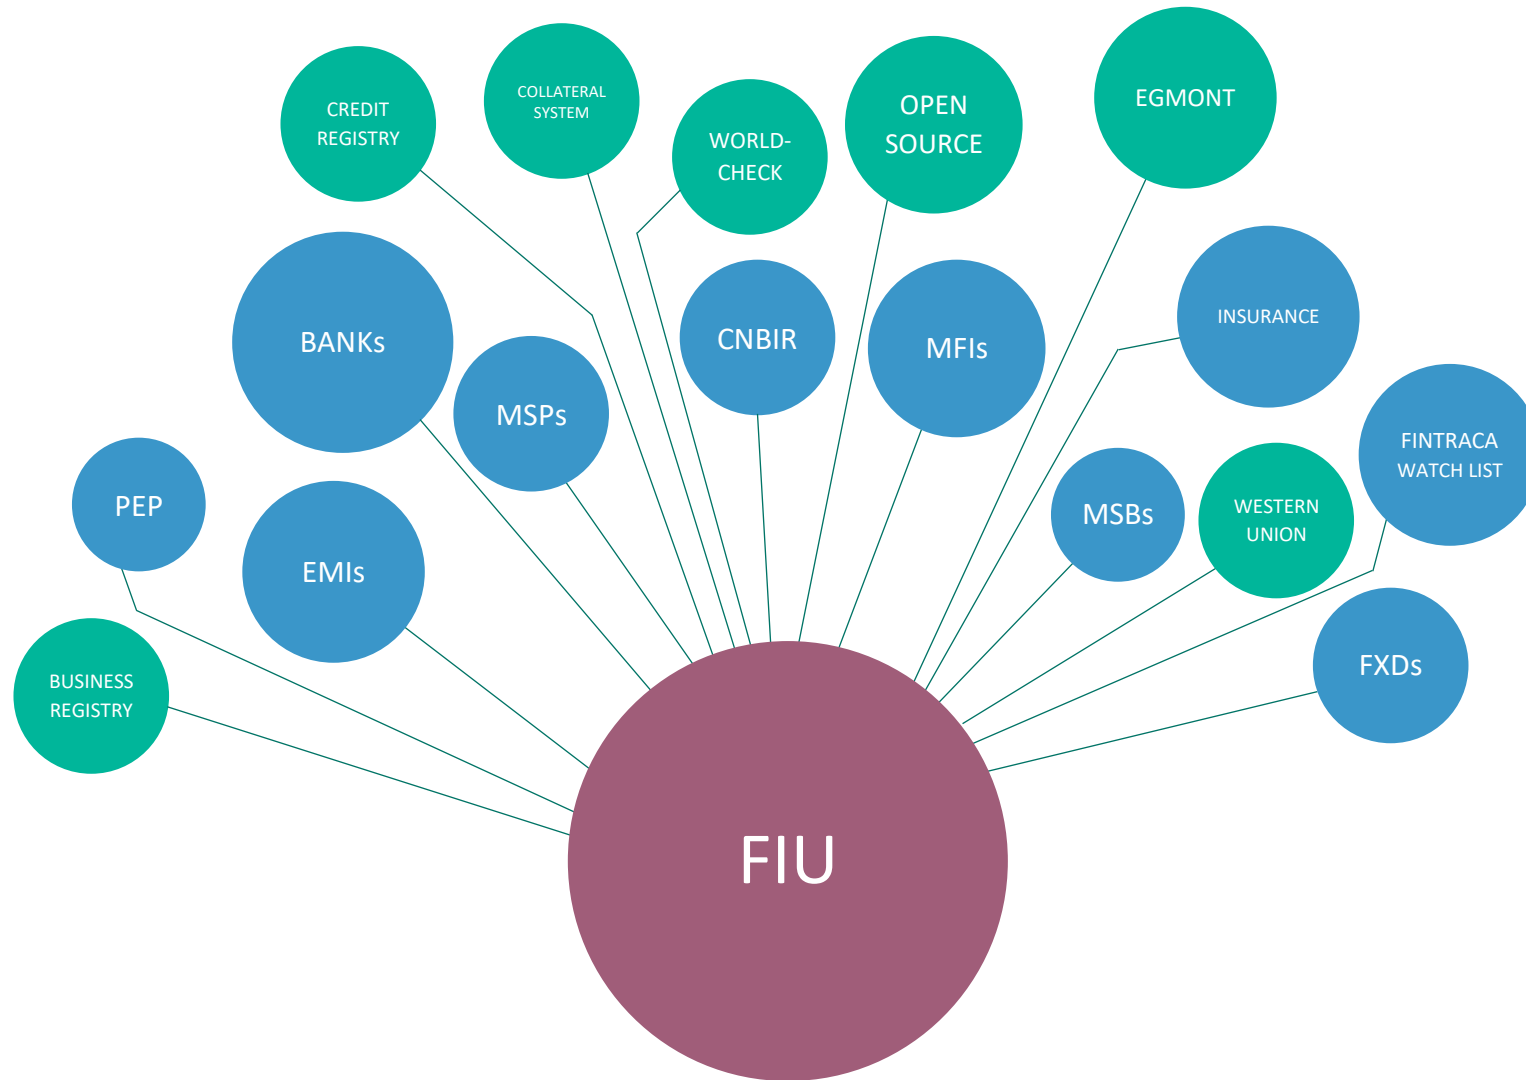 CREDIT
REGISTRY
COLLATERAL
SYSTEM
WORLD-
CHECK
OPEN
SOURCE
EGMONT
BANKs
MSPs
CNBIR
MFIs
INSURANCE
FINTRACA
WATCH LIST
PEP
EMIs
MSBs
WESTERN
UNION
BUSINESS
REGISTRY
FXDs
FIU